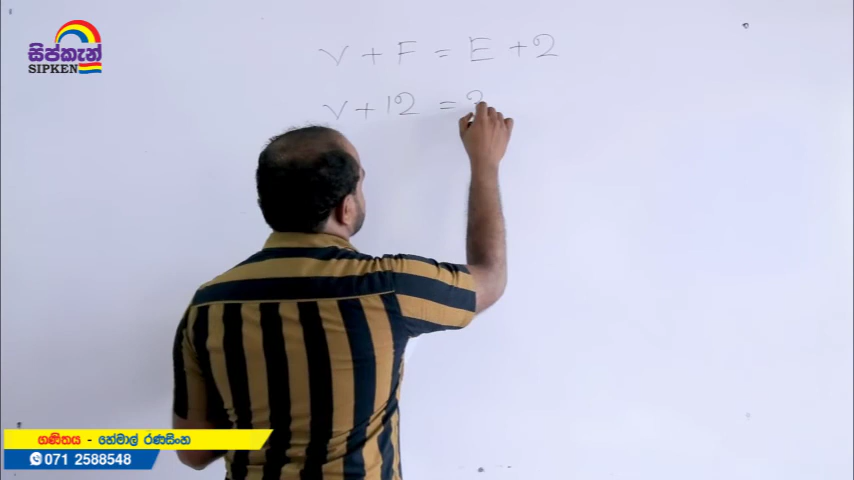 සිප්කැන්
SIPKEN
V + F = E + 2
V + 12 =
ගණිතය - හේමාල් රණසිංහ
071 2588548